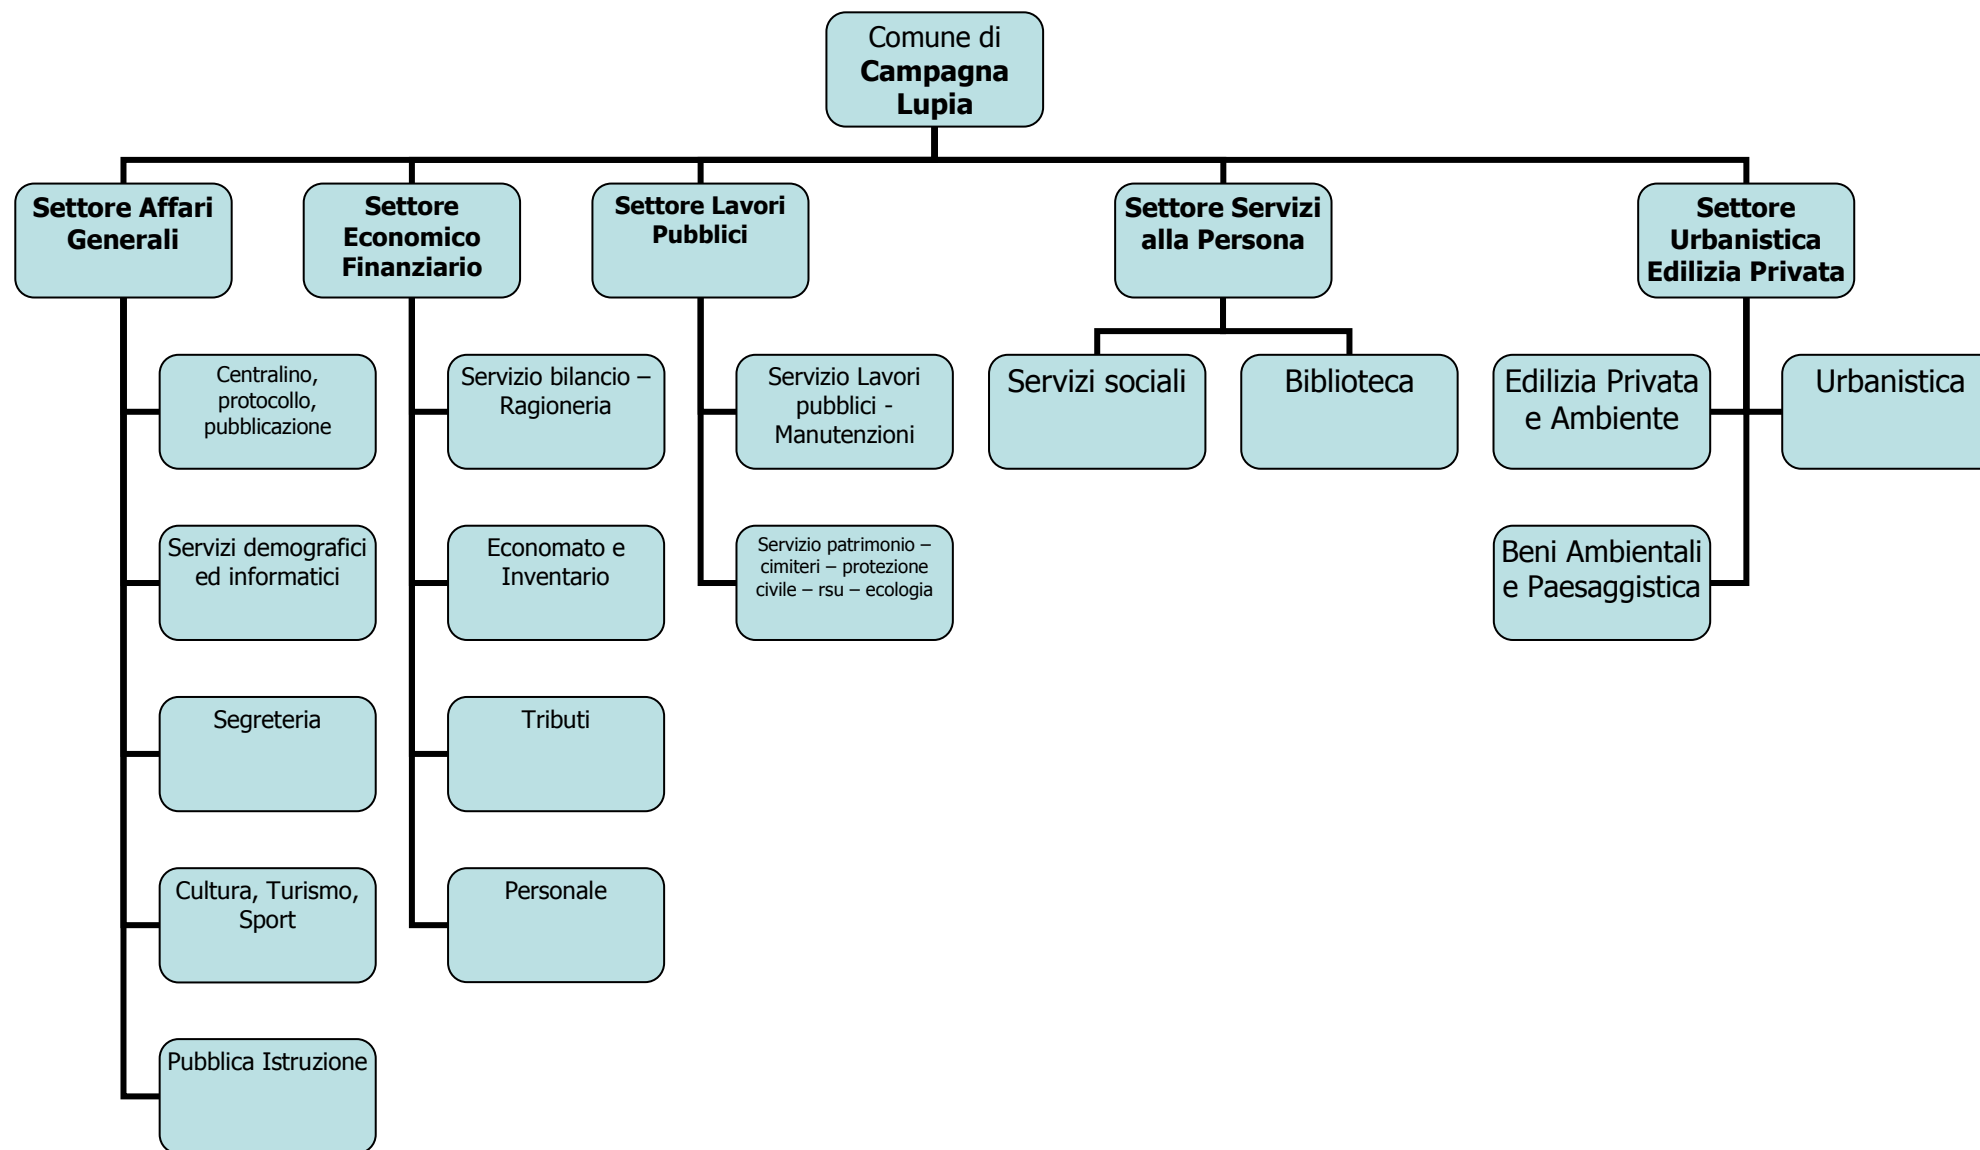 Comune di
Campagna
Lupia
Settore Affari
Generali
Settore
Economico
Finanziario
Settore Lavori
Pubblici
Settore Servizi
alla Persona
Settore
Urbanistica
Edilizia Privata
Centralino,
protocollo,
pubblicazione
Servizi demografici
ed informatici
Segreteria
Cultura, Turismo,
Sport
Pubblica Istruzione
Servizio bilancio –
Ragioneria
Economato e
Inventario
Tributi
Personale
Servizio Lavori
pubblici -
Manutenzioni
Servizio patrimonio –
cimiteri – protezione
civile – rsu – ecologia
Servizi sociali
Biblioteca
Edilizia Privata
e Ambiente
Urbanistica
Beni Ambientali
e Paesaggistica